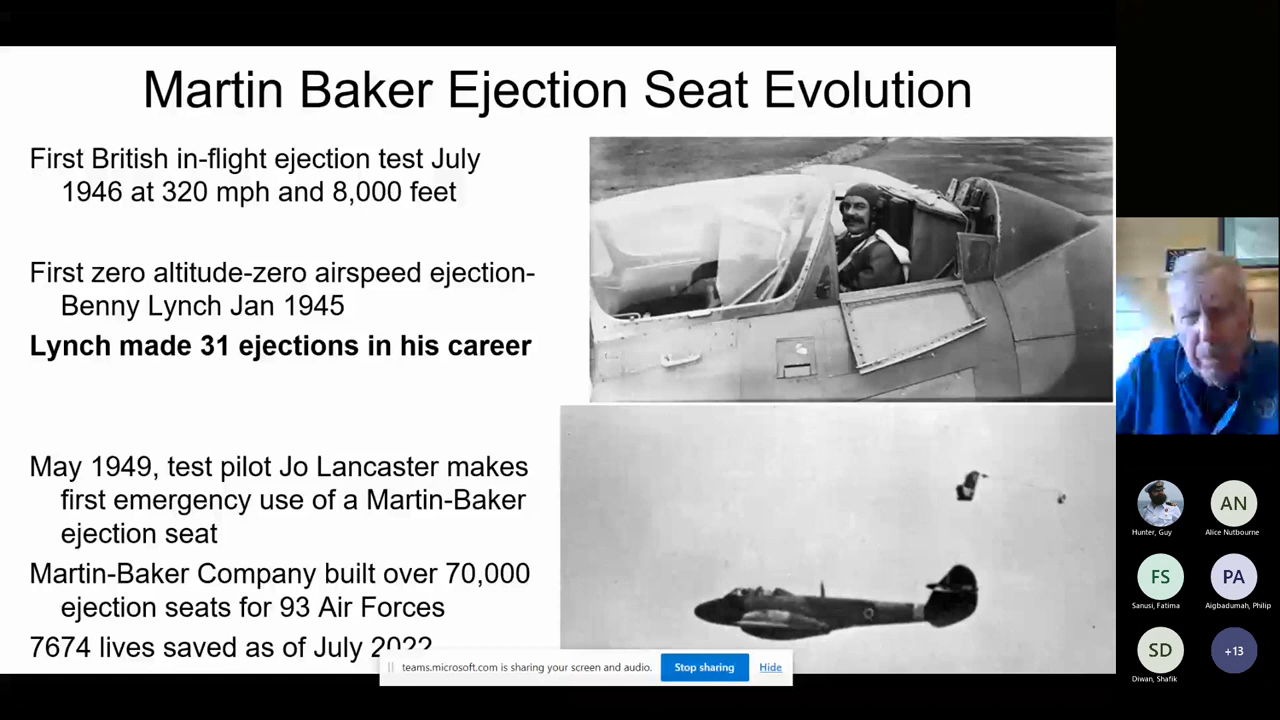 Martin Baker Ejection Seat Evolution
First British in-flight ejection test July
1946 at 320 mph and 8,000 feet
First zero altitude-zero airspeed ejection-
Benny Lynch Jan 1945
Lynch made 31 ejections in his career
May 1949, test pilot Jo Lancaster makes
first emergency use of a Martin-Baker
ejection seat
Martin-Baker Company built over 70,000
ejection seats for 93 Air Forces
7674 lives saved as of July 2022
teams.microsoft.com is sharing your screen and audio.
Stop sharing
Hide
Hunter, Guy
AN
Alice Nutbourne
FS
Sanusi, Fatima
PA
Aigbadumah, Philip
SD
Diwan, Shafik
+13